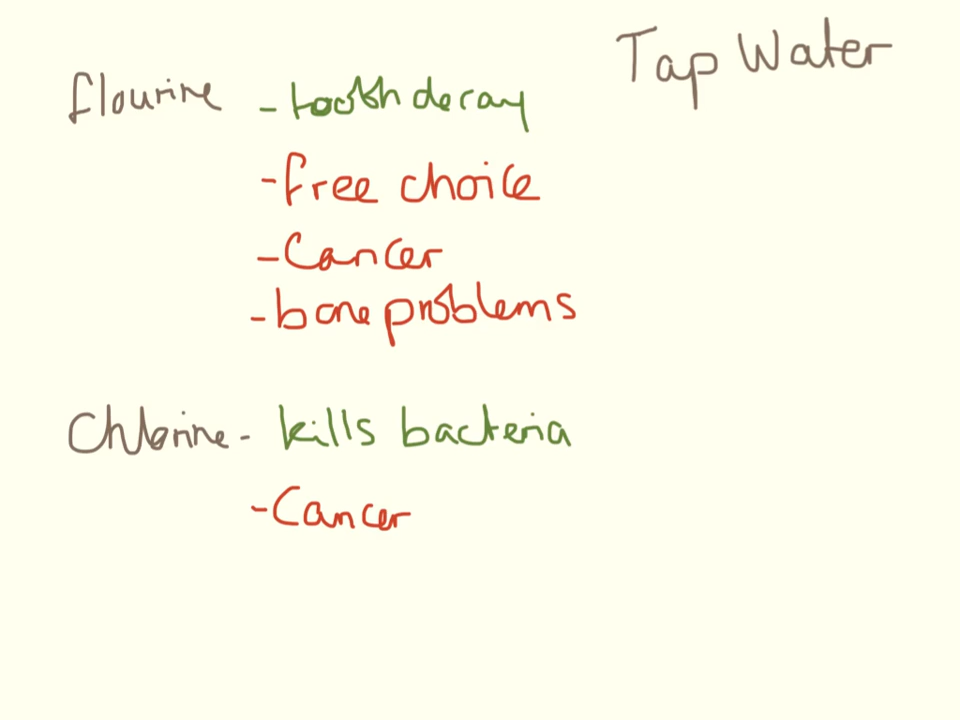 Tap Water
flourine - tooth decay
- free choice
- Cancer
- bone problems
Chlorine - kills bacteria
- Cancer